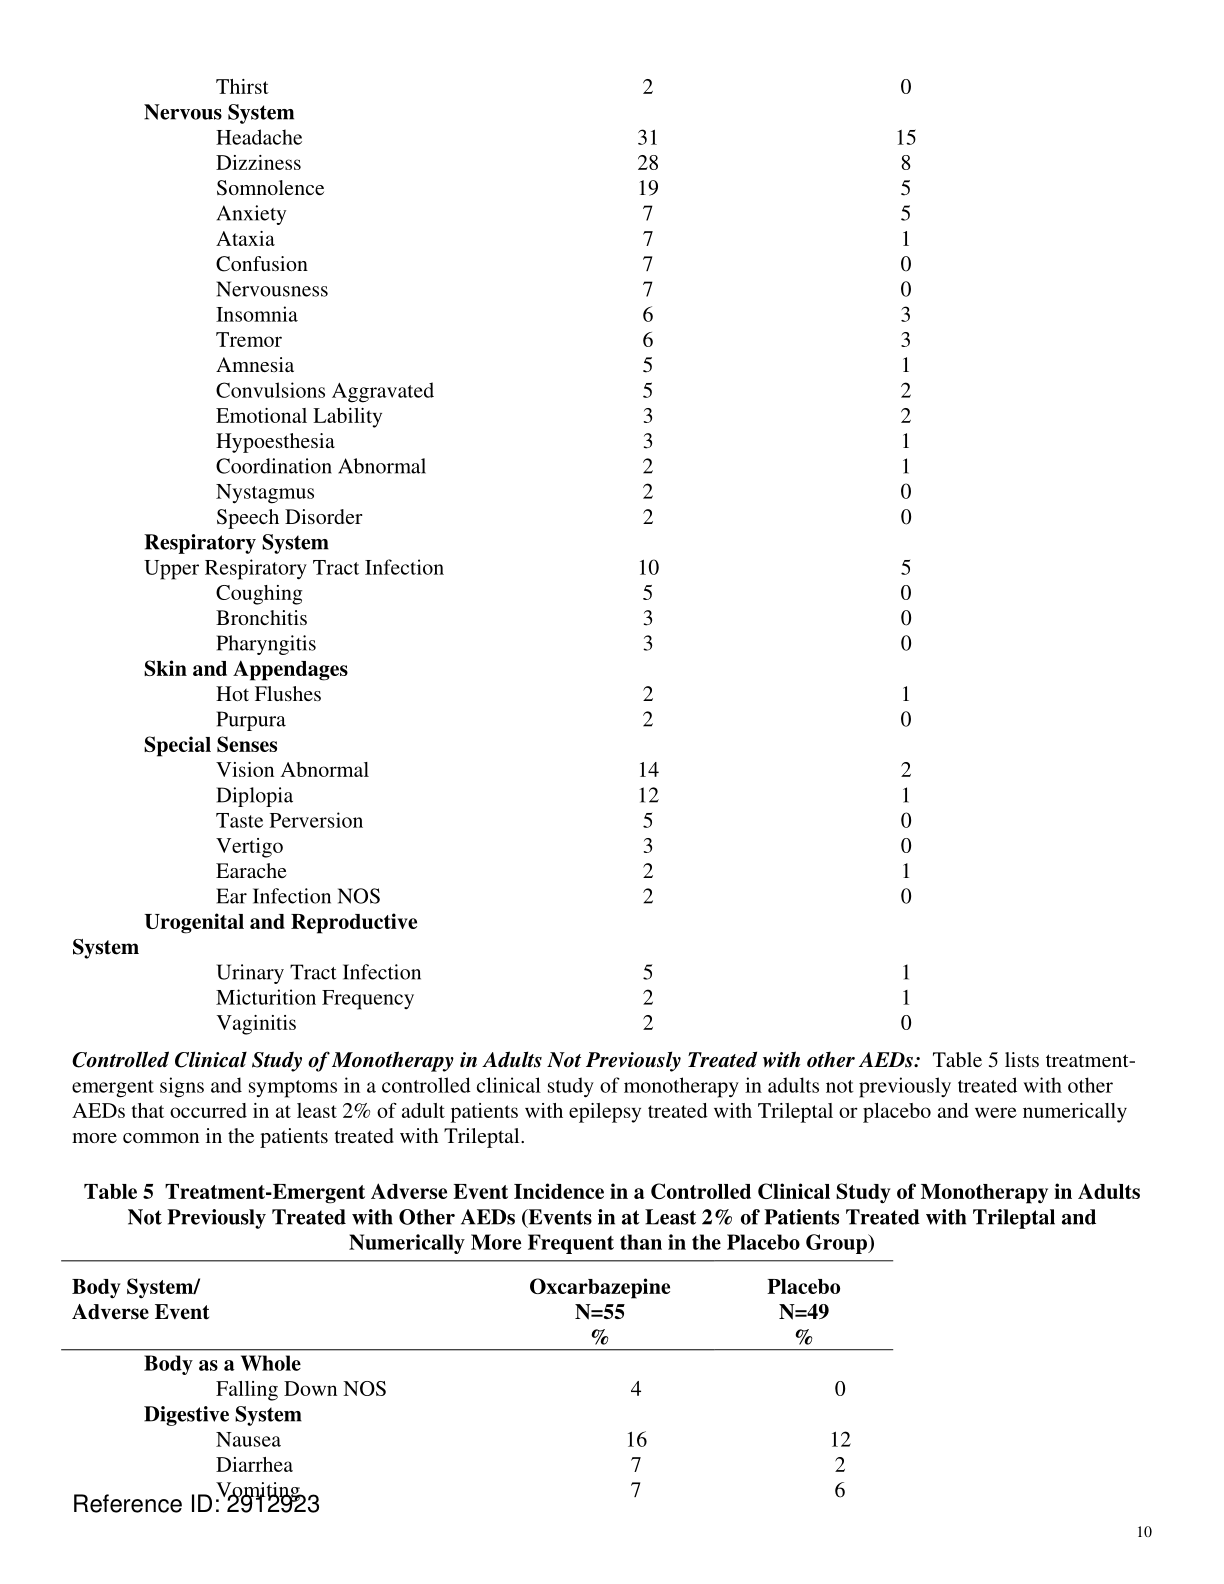 Thirst 2 0
Nervous System
Headache 31 15
Dizziness 28 8
Somnolence 19 5
Anxiety 7 5
Ataxia 7 1
Confusion 7 0
Nervousness 7 0
Insomnia 6 3
Tremor 6 3
Amnesia 5 1
Convulsions Aggravated 5 2
Emotional Lability 3 2
Hypoesthesia 3 1
Coordination Abnormal 2 1
Nystagmus 2 0
Speech Disorder 2 0
Respiratory System
Upper Respiratory Tract Infection 10 5
Coughing 5 0
Bronchitis 3 0
Pharyngitis 3 0
Skin and Appendages
Hot Flushes 2 1
Purpura 2 0
Special Senses
Vision Abnormal 14 2
Diplopia 12 1
Taste Perversion 5 0
Vertigo 3 0
Earache 2 1
Ear Infection NOS 2 0
Urogenital and Reproductive
System
Urinary Tract Infection 5 1
Micturition Frequency 2 1
Vaginitis 2 0
Controlled Clinical Study of Monotherapy in Adults Not Previously Treated with other AEDs: Table 5 lists treatment-
emergent signs and symptoms in a controlled clinical study of monotherapy in adults not previously treated with other
AEDs that occurred in at least 2% of adult patients with epilepsy treated with Trileptal or placebo and were numerically
more common in the patients treated with Trileptal.
Table 5 Treatment-Emergent Adverse Event Incidence in a Controlled Clinical Study of Monotherapy in Adults
Not Previously Treated with Other AEDs (Events in at Least 2% of Patients Treated with Trileptal and
Numerically More Frequent than in the Placebo Group)
Body System/ Oxcarbazepine Placebo
Adverse Event N=55 N=49
% %
Body as a Whole
Falling Down NOS 4 0
Digestive System
Nausea 16 12
Diarrhea 7 2
Vomiting 7 6
Reference ID: 2912923
10